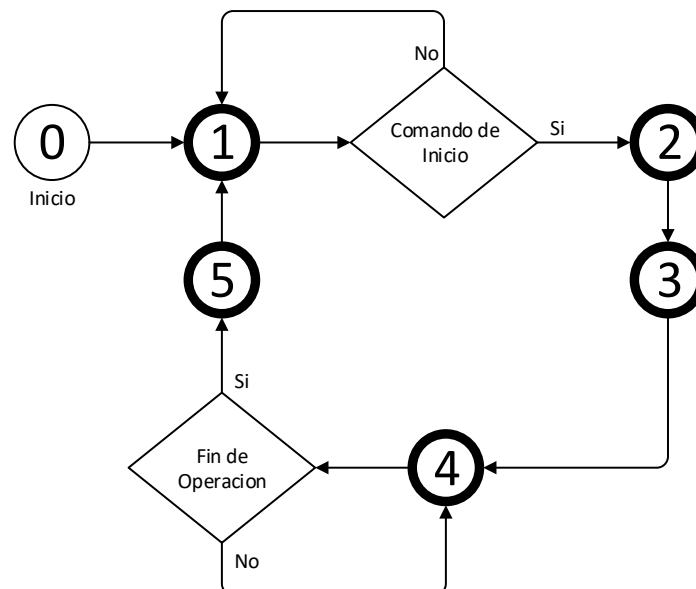 No
0
1
Comando de
Inicio
Si
2
Inicio
5
3
Si
Fin de
Operacion
4
No